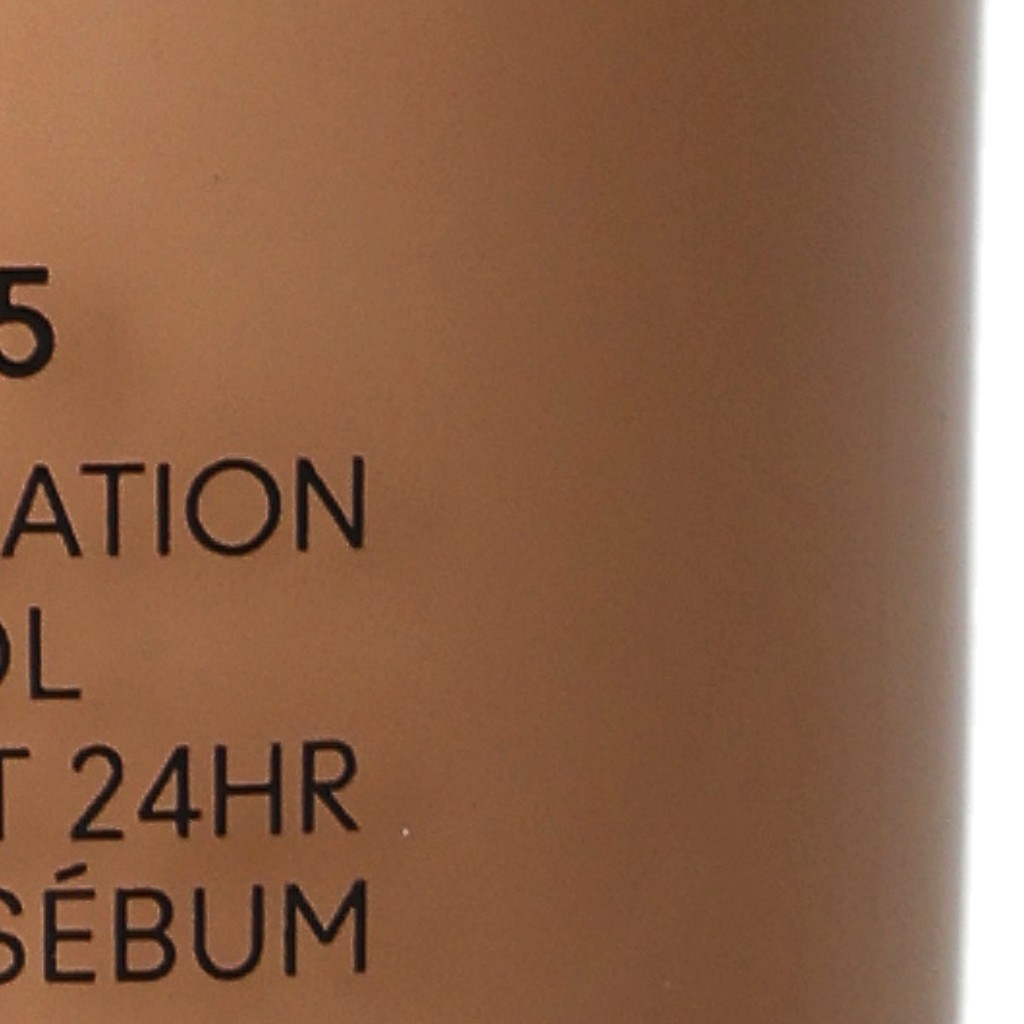 5
ATION
OL
T 24HR
SÉBUM